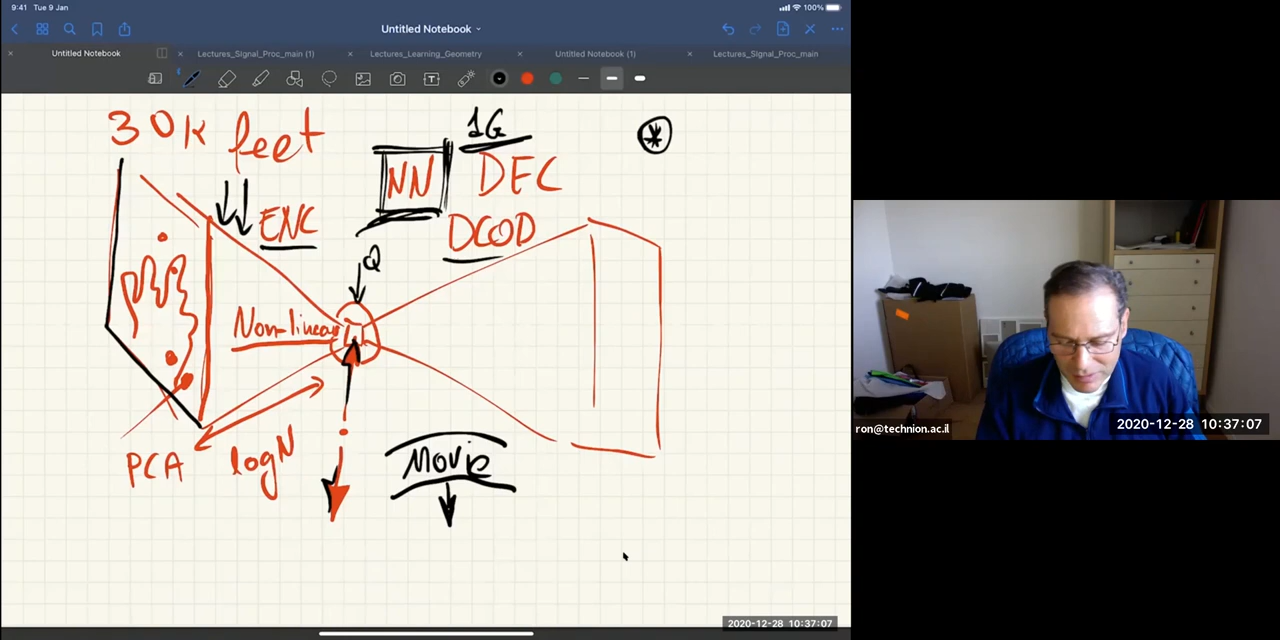 9:41 Tue 9 Jan
100%
Untitled Notebook
Untitled Notebook
Lectures_Signal_Proc_main (1)
Lectures_Learning_Geometry
Untitled Notebook (1)
Lectures_Signal_Proc_main
30K feet
1G
NN DEC
ENC
DCOD
Q
Non-linear
PCA
logN
Movie
ron@technion.ac.il
2020-12-28 10:37:07
2020-12-28 10:37:07